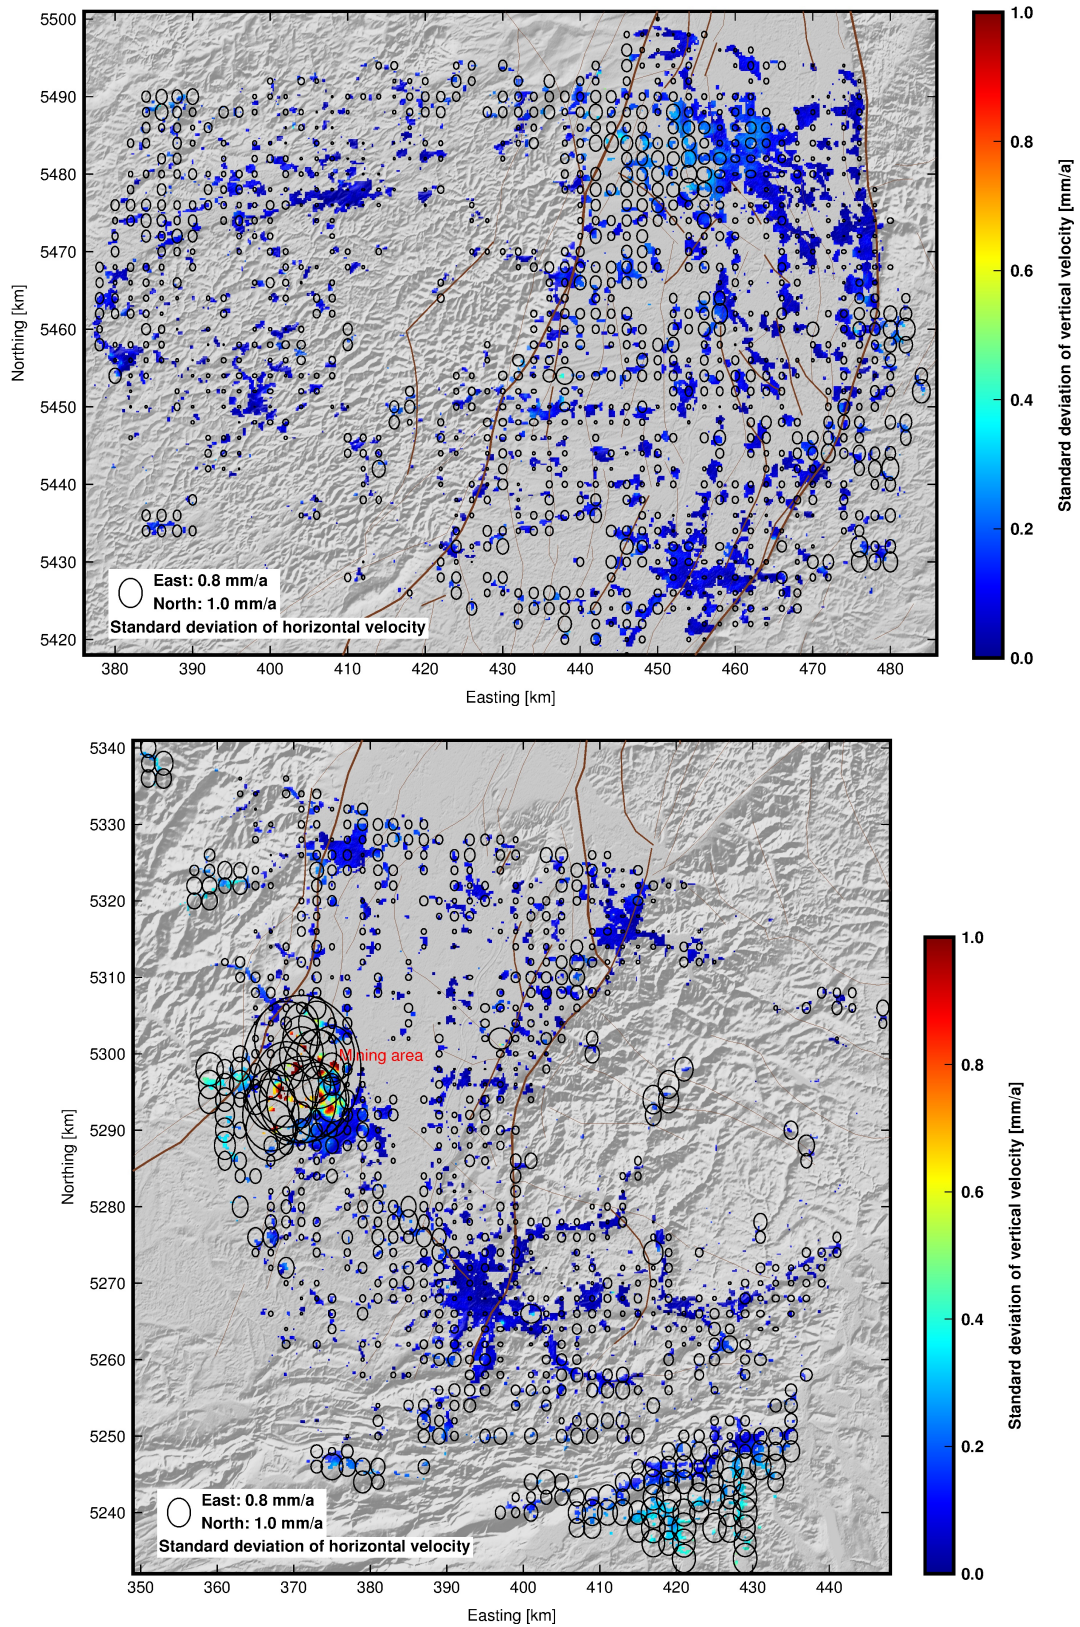 5500
5490
5480
5470
5460
5450
5440
5430
5420
Northing [km]
380 390 400 410 420 430 440 450 460 470 480
Easting [km]
East: 0.8 mm/a
North: 1.0 mm/a
Standard deviation of horizontal velocity
1.0
0.8
0.6
0.4
0.2
0.0
Standard deviation of vertical velocity [mm/a]
5340
5330
5320
5310
5300
5290
5280
5270
5260
5250
5240
Northing [km]
350 360 370 380 390 400 410 420 430 440
Easting [km]
Mining area
East: 0.8 mm/a
North: 1.0 mm/a
Standard deviation of horizontal velocity
1.0
0.8
0.6
0.4
0.2
0.0
Standard deviation of vertical velocity [mm/a]